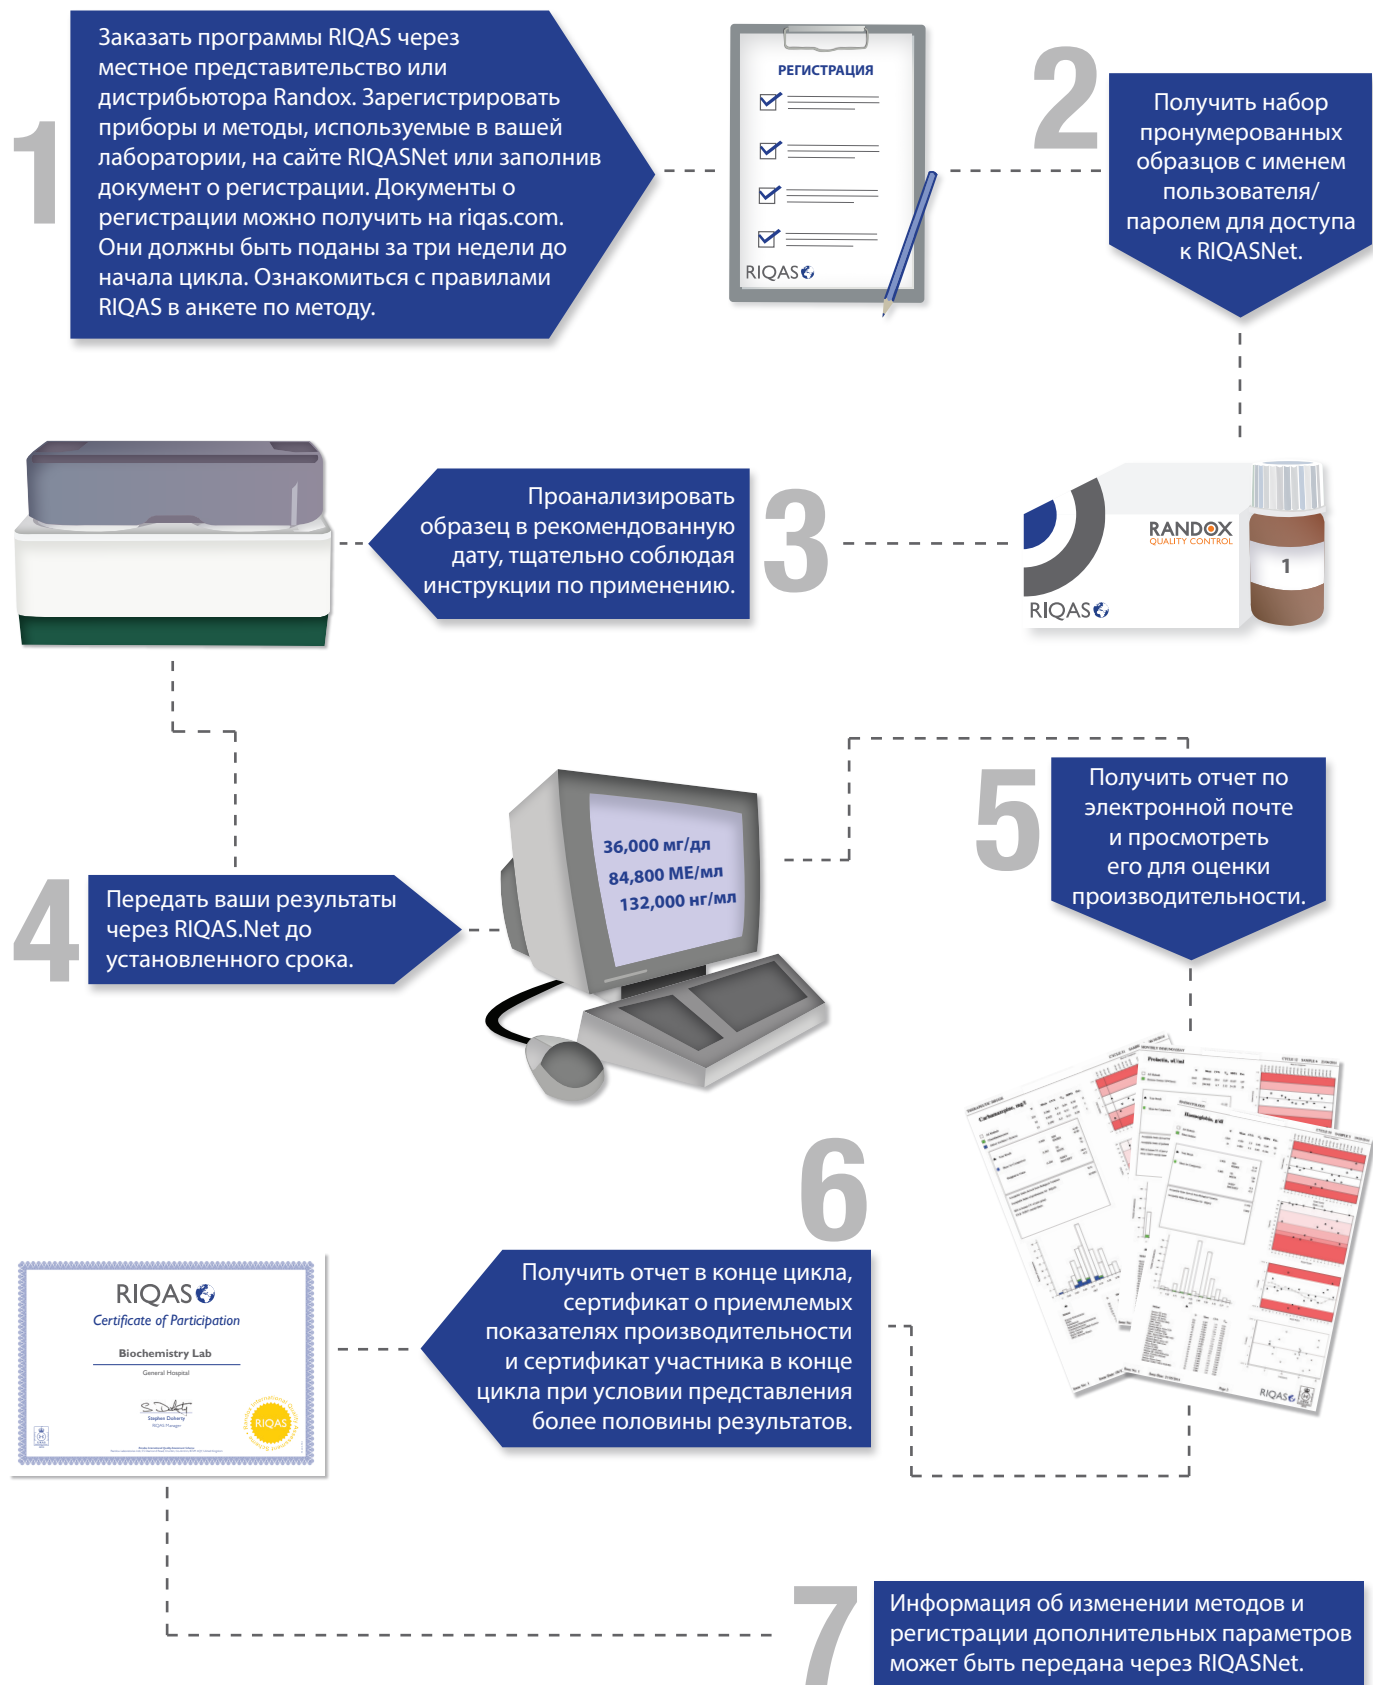 1
Заказать программы RIQAS через
местное представительство или
дистрибьютора Randox. Зарегистрировать
приборы и методы, используемые в вашей
лаборатории, на сайте RIQASNet или заполнив
документ о регистрации. Документы о
регистрации можно получить на riqas.com.
Они должны быть поданы за три недели до
начала цикла. Ознакомиться с правилами
RIQAS в анкете по методу.
РЕГИСТРАЦИЯ
RIQAS
2
Получить набор
пронумерованных
образцов с именем
пользователя/
паролем для доступа
к RIQASNet.
Проанализировать
образец в рекомендованную
дату, тщательно соблюдая
инструкции по применению.
3
RANDOX
QUALITY CONTROL
RIQAS
1
4
Передать ваши результаты
через RIQAS.Net до
установленного срока.
36,000 мг/дл
84,800 МЕ/мл
132,000 нг/мл
5
Получить отчет по
электронной почте
и просмотреть
его для оценки
производительности.
RIQAS
6
Получить отчет в конце цикла,
сертификат о приемлемых
показателях производительности
и сертификат участника в конце
цикла при условии представления
более половины результатов.
RIQAS
Certificate of Participation
Biochemistry Lab
General Hospital
Stephen Doherty
RIQAS Manager
RIQAS
7
Информация об изменении методов и
регистрации дополнительных параметров
может быть передана через RIQASNet.